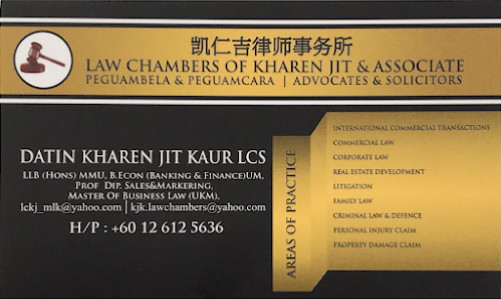 凯仁吉律师事务所
LAW CHAMBERS OF KHAREN JIT & ASSOCIATE
PEGUAMBELA & PEGUAMCARA | ADVOCATES & SOLICITORS
DATIN KHAREN JIT KAUR LCS
LLB (HONS) MMU, B.ECON (BANKING & FINANCE)UM,
PROF DIP. SALES&MARKERING,
MASTER OF BUSINESS LAW (UKM),
lckj_mlk@yahoo.com | kjk.lawchambers@yahoo.com
H/P : +60 12 612 5636
AREAS OF PRACTICE
INTERNATIONAL COMMERCIAL TRANSACTIONS
COMMERCIAL LAW
CORPORATE LAW
REAL ESTATE DEVELOPMENT
LITIGATION
FAMILY LAW
CRIMINAL LAW & DEFENCE
PERSONAL INJURY CLAIM
PROPERTY DAMAGE CLAIM